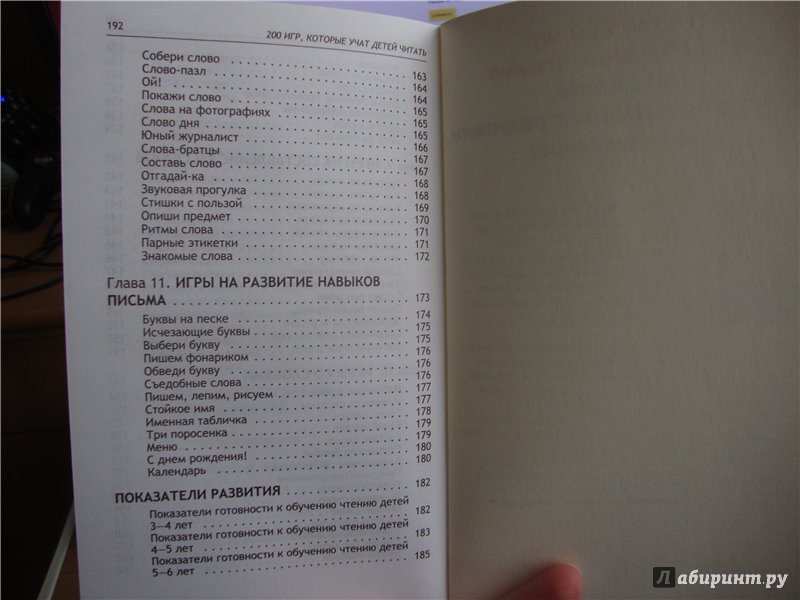 192
200 ИГР, КОТОРЫЕ УЧАТ ДЕТЕЙ ЧИТАТЬ
Собери слово . . . 163
Слово-пазл . . . 164
Ой! . . . 164
Покажи слово . . . 165
Слова на фотографиях . . . 165
Слово дня . . . 165
Юный журналист . . . 166
Слова-братцы . . . 167
Составь слово . . . 167
Отгадай-ка . . . 168
Звуковая прогулка . . . 168
Стишки с пользой . . . 169
Опиши предмет . . . 170
Ритмы слова . . . 171
Парные этикетки . . . 171
Знакомые слова . . . 172
Глава 11. ИГРЫ НА РАЗВИТИЕ НАВЫКОВ
ПИСЬМА . . . 173
Буквы на песке . . . 174
Исчезающие буквы . . . 175
Выбери букву . . . 175
Пишем фонариком . . . 176
Обведи букву . . . 176
Съедобные слова . . . 176
Пишем, лепим, рисуем . . . 177
Стойкое имя . . . 177
Именная табличка . . . 178
Три поросенка . . . 179
Меню . . . 179
С днем рождения! . . . 180
Календарь . . . 180
ПОКАЗАТЕЛИ РАЗВИТИЯ . . . 182
Показатели готовности к обучению чтению детей
3—4 лет . . . 182
Показатели готовности к обучению чтению детей
4—5 лет . . . 183
Показатели готовности к обучению чтению детей
5—6 лет . . . 185
Лабиринт.ру